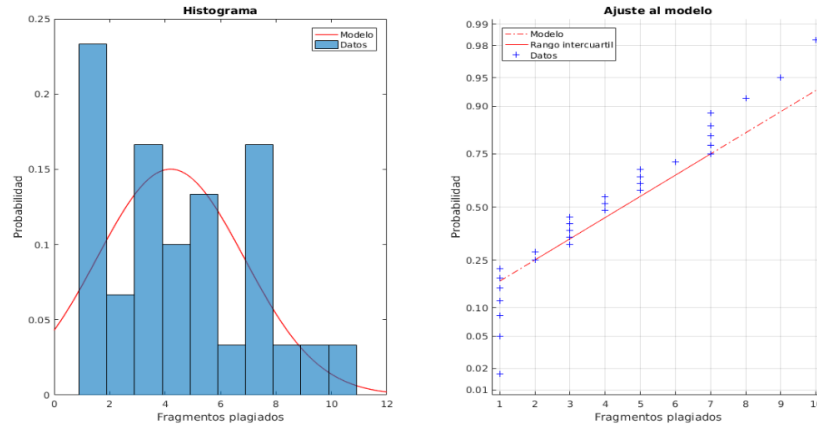 Histograma
Modelo
Datos
0.25
0.2
0.15
0.1
0.05
0
Probabilidad
0 2 4 6 8 10 12
Fragmentos plagiados
Ajuste al modelo
Modelo
Rango intercuartil
Datos
0.99
0.98
0.95
0.90
0.75
0.50
0.25
0.10
0.05
0.02
0.01
Probabilidad
1 2 3 4 5 6 7 8 9 10
Fragmentos plagiados